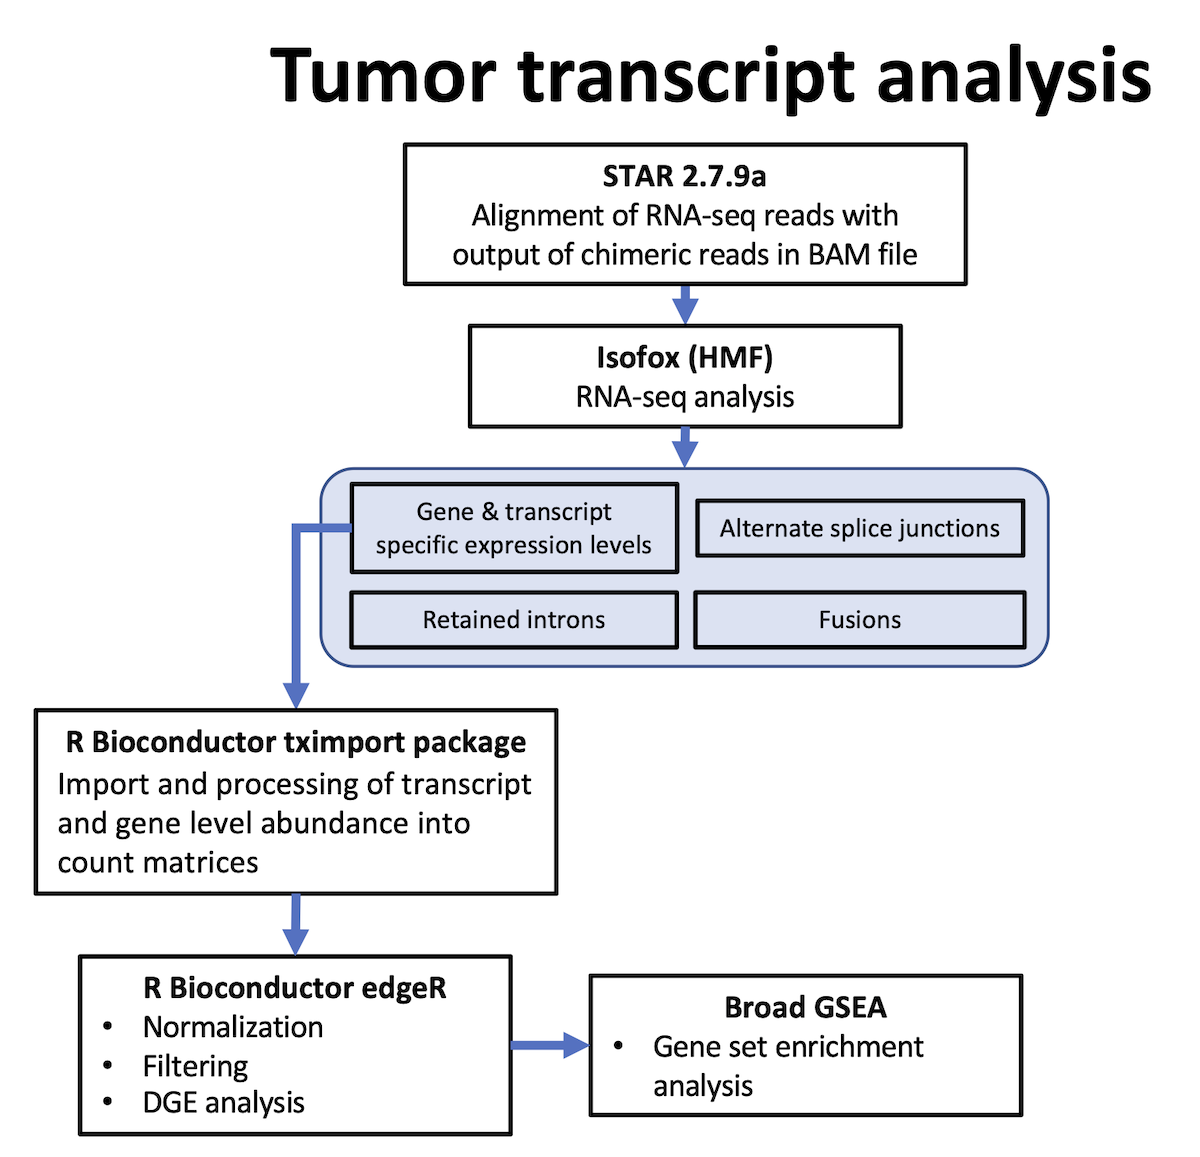 Tumor transcript analysis
STAR 2.7.9a
Alignment of RNA-seq reads with
output of chimeric reads in BAM file
Isofox (HMF)
RNA-seq analysis
Gene & transcript
specific expression levels
Alternate splice junctions
Retained introns
Fusions
R Bioconductor tximport package
Import and processing of transcript
and gene level abundance into
count matrices
R Bioconductor edgeR
• Normalization
• Filtering
• DGE analysis
Broad GSEA
• Gene set enrichment
analysis